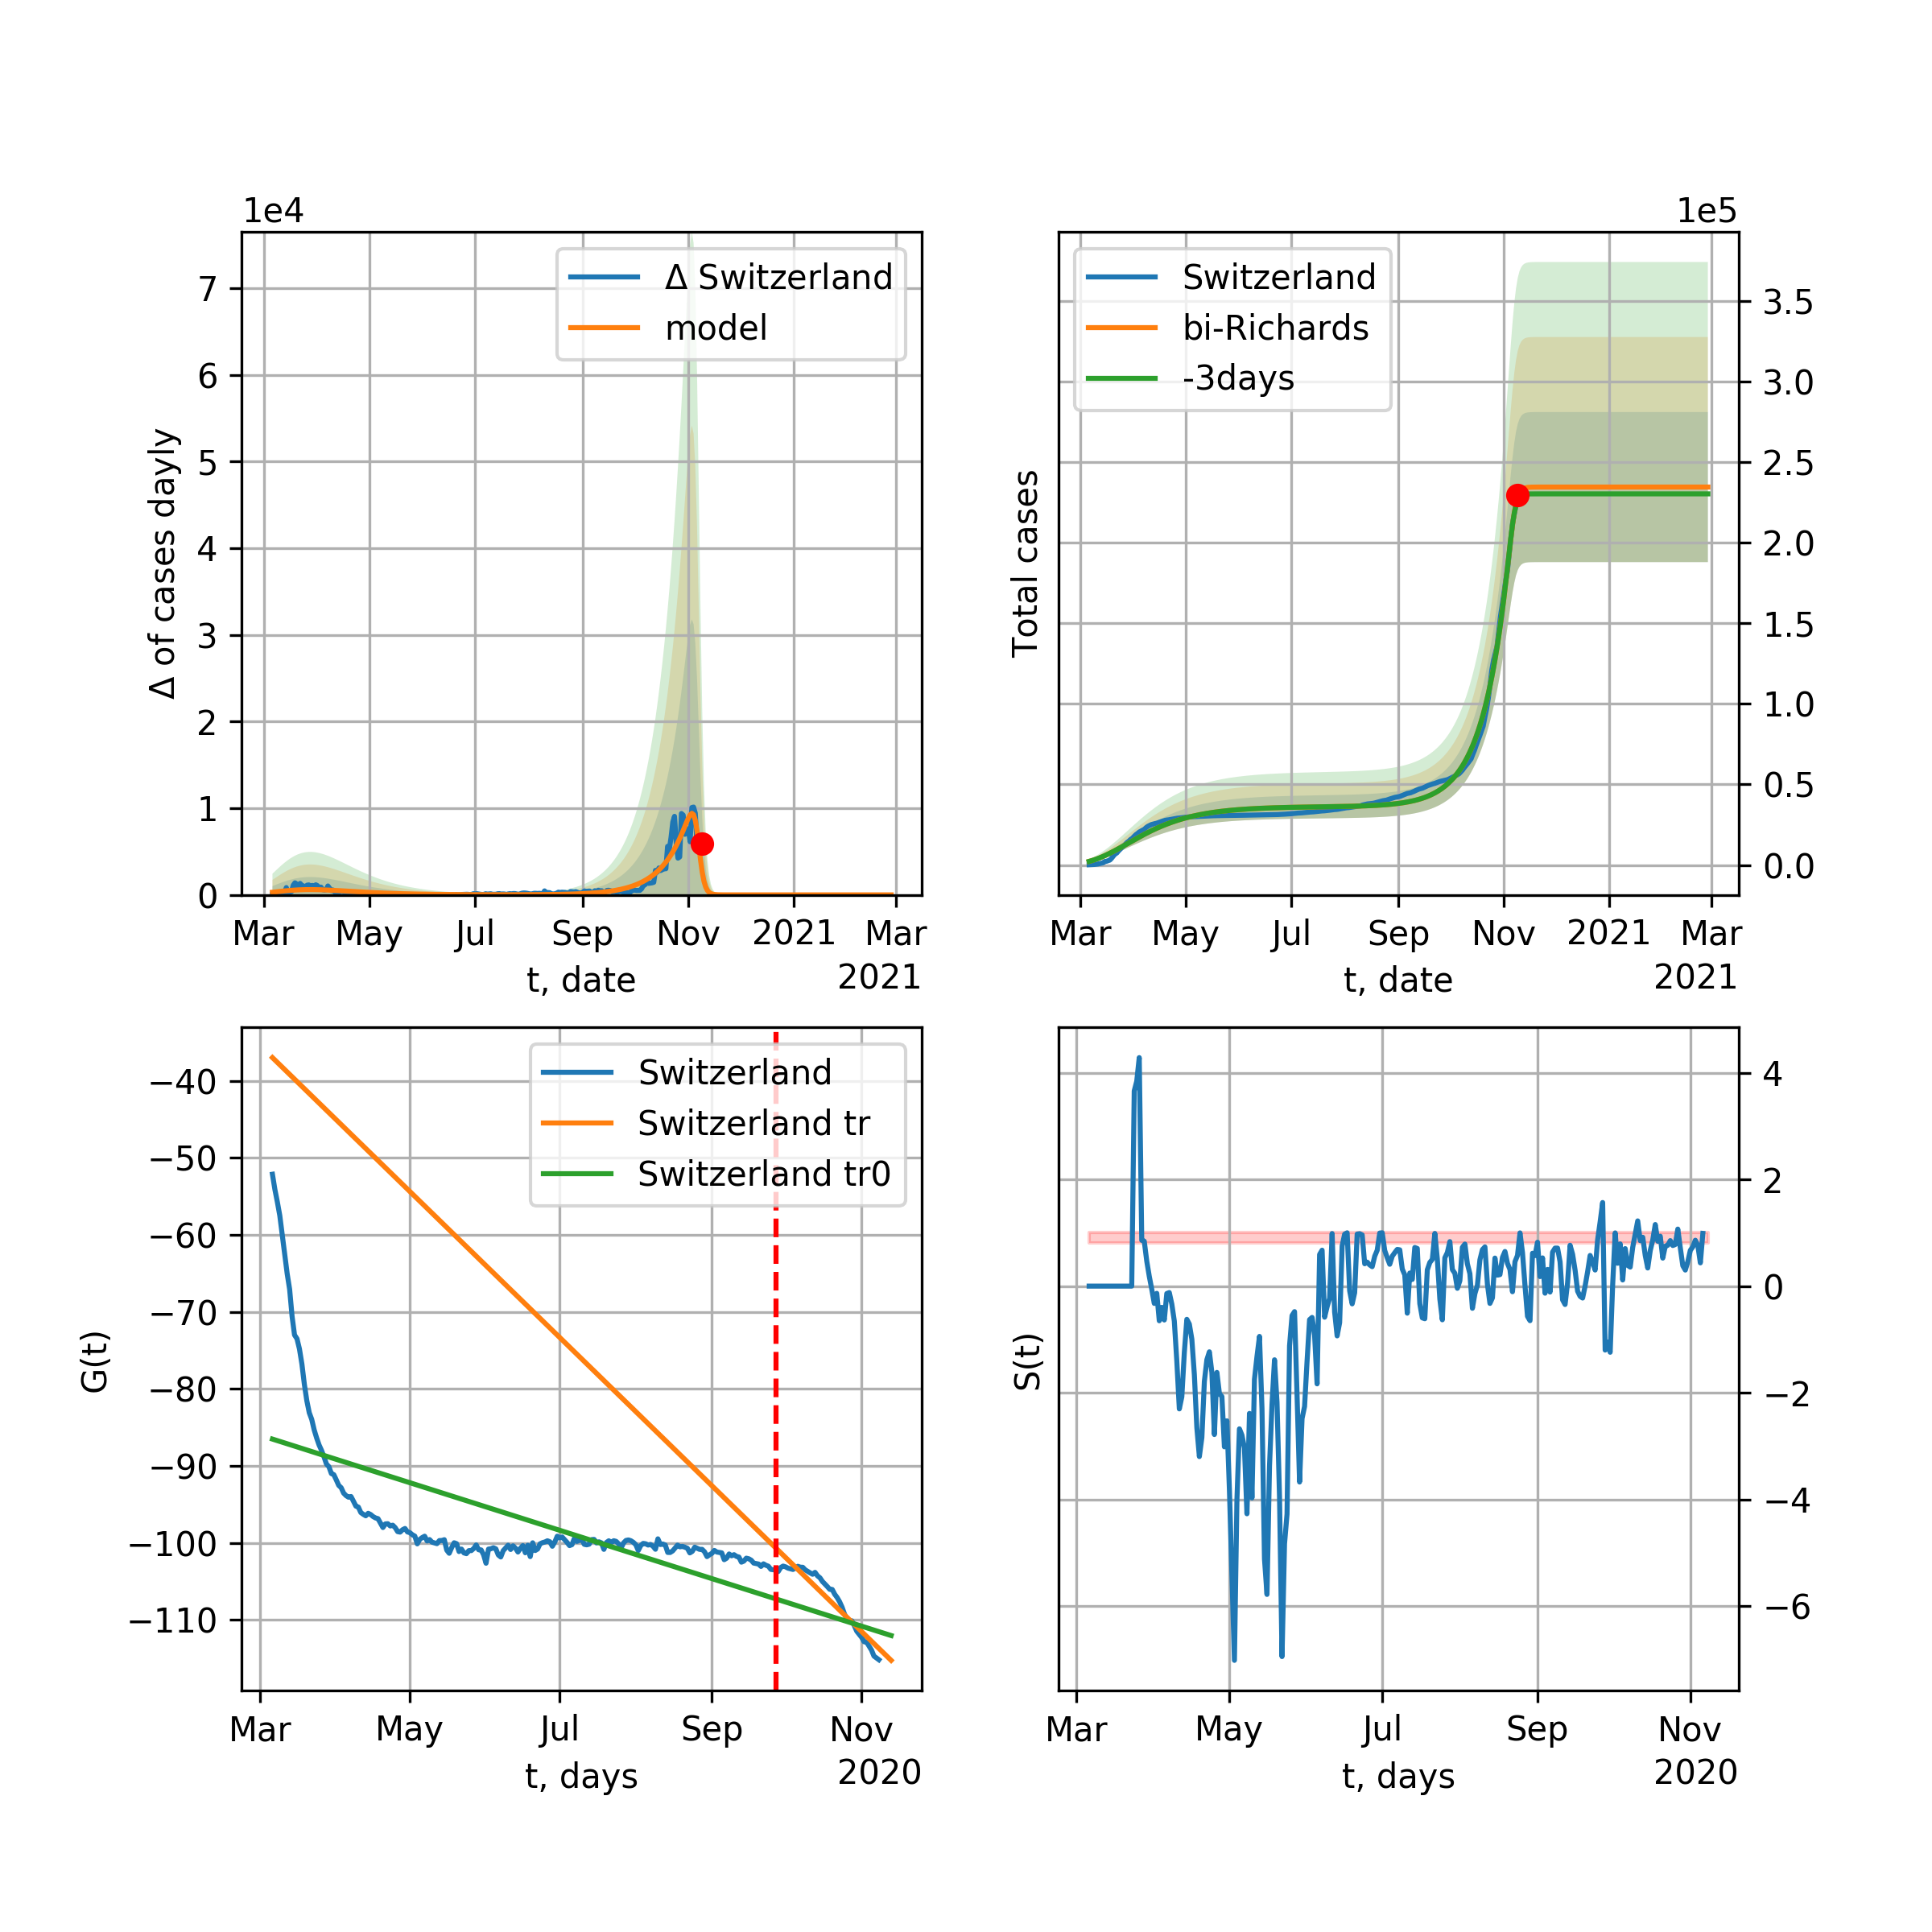 1e4
Δ of cases dayly
7
6
5
4
3
2
1
0
Δ Switzerland
model
Mar May Jul Sep Nov 2021 Mar
t, date 2021
1e5
Total cases
Switzerland
bi-Richards
-3days
3.5
3.0
2.5
2.0
1.5
1.0
0.5
0.0
Mar May Jul Sep Nov 2021 Mar
t, date 2021
G(t)
−40
−50
−60
−70
−80
−90
−100
−110
Switzerland
Switzerland tr
Switzerland tr0
Mar May Jul Sep Nov
t, days 2020
S(t)
4
2
0
−2
−4
−6
Mar May Jul Sep Nov
t, days 2020